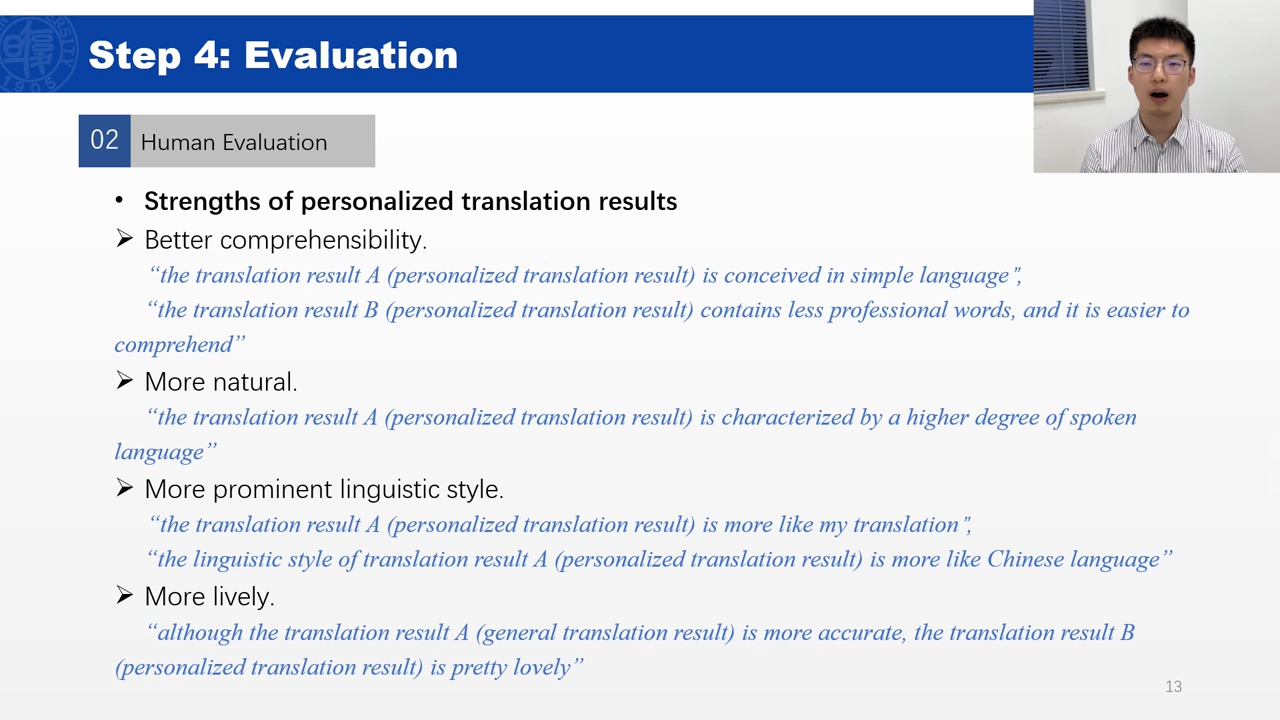 Step 4: Evaluation
02 Human Evaluation
• Strengths of personalized translation results
➢ Better comprehensibility.
“the translation result A (personalized translation result) is conceived in simple language”,
“the translation result B (personalized translation result) contains less professional words, and it is easier to
comprehend”
➢ More natural.
“the translation result A (personalized translation result) is characterized by a higher degree of spoken
language”
➢ More prominent linguistic style.
“the translation result A (personalized translation result) is more like my translation”,
“the linguistic style of translation result A (personalized translation result) is more like Chinese language”
➢ More lively.
“although the translation result A (general translation result) is more accurate, the translation result B
(personalized translation result) is pretty lovely”
13
1905